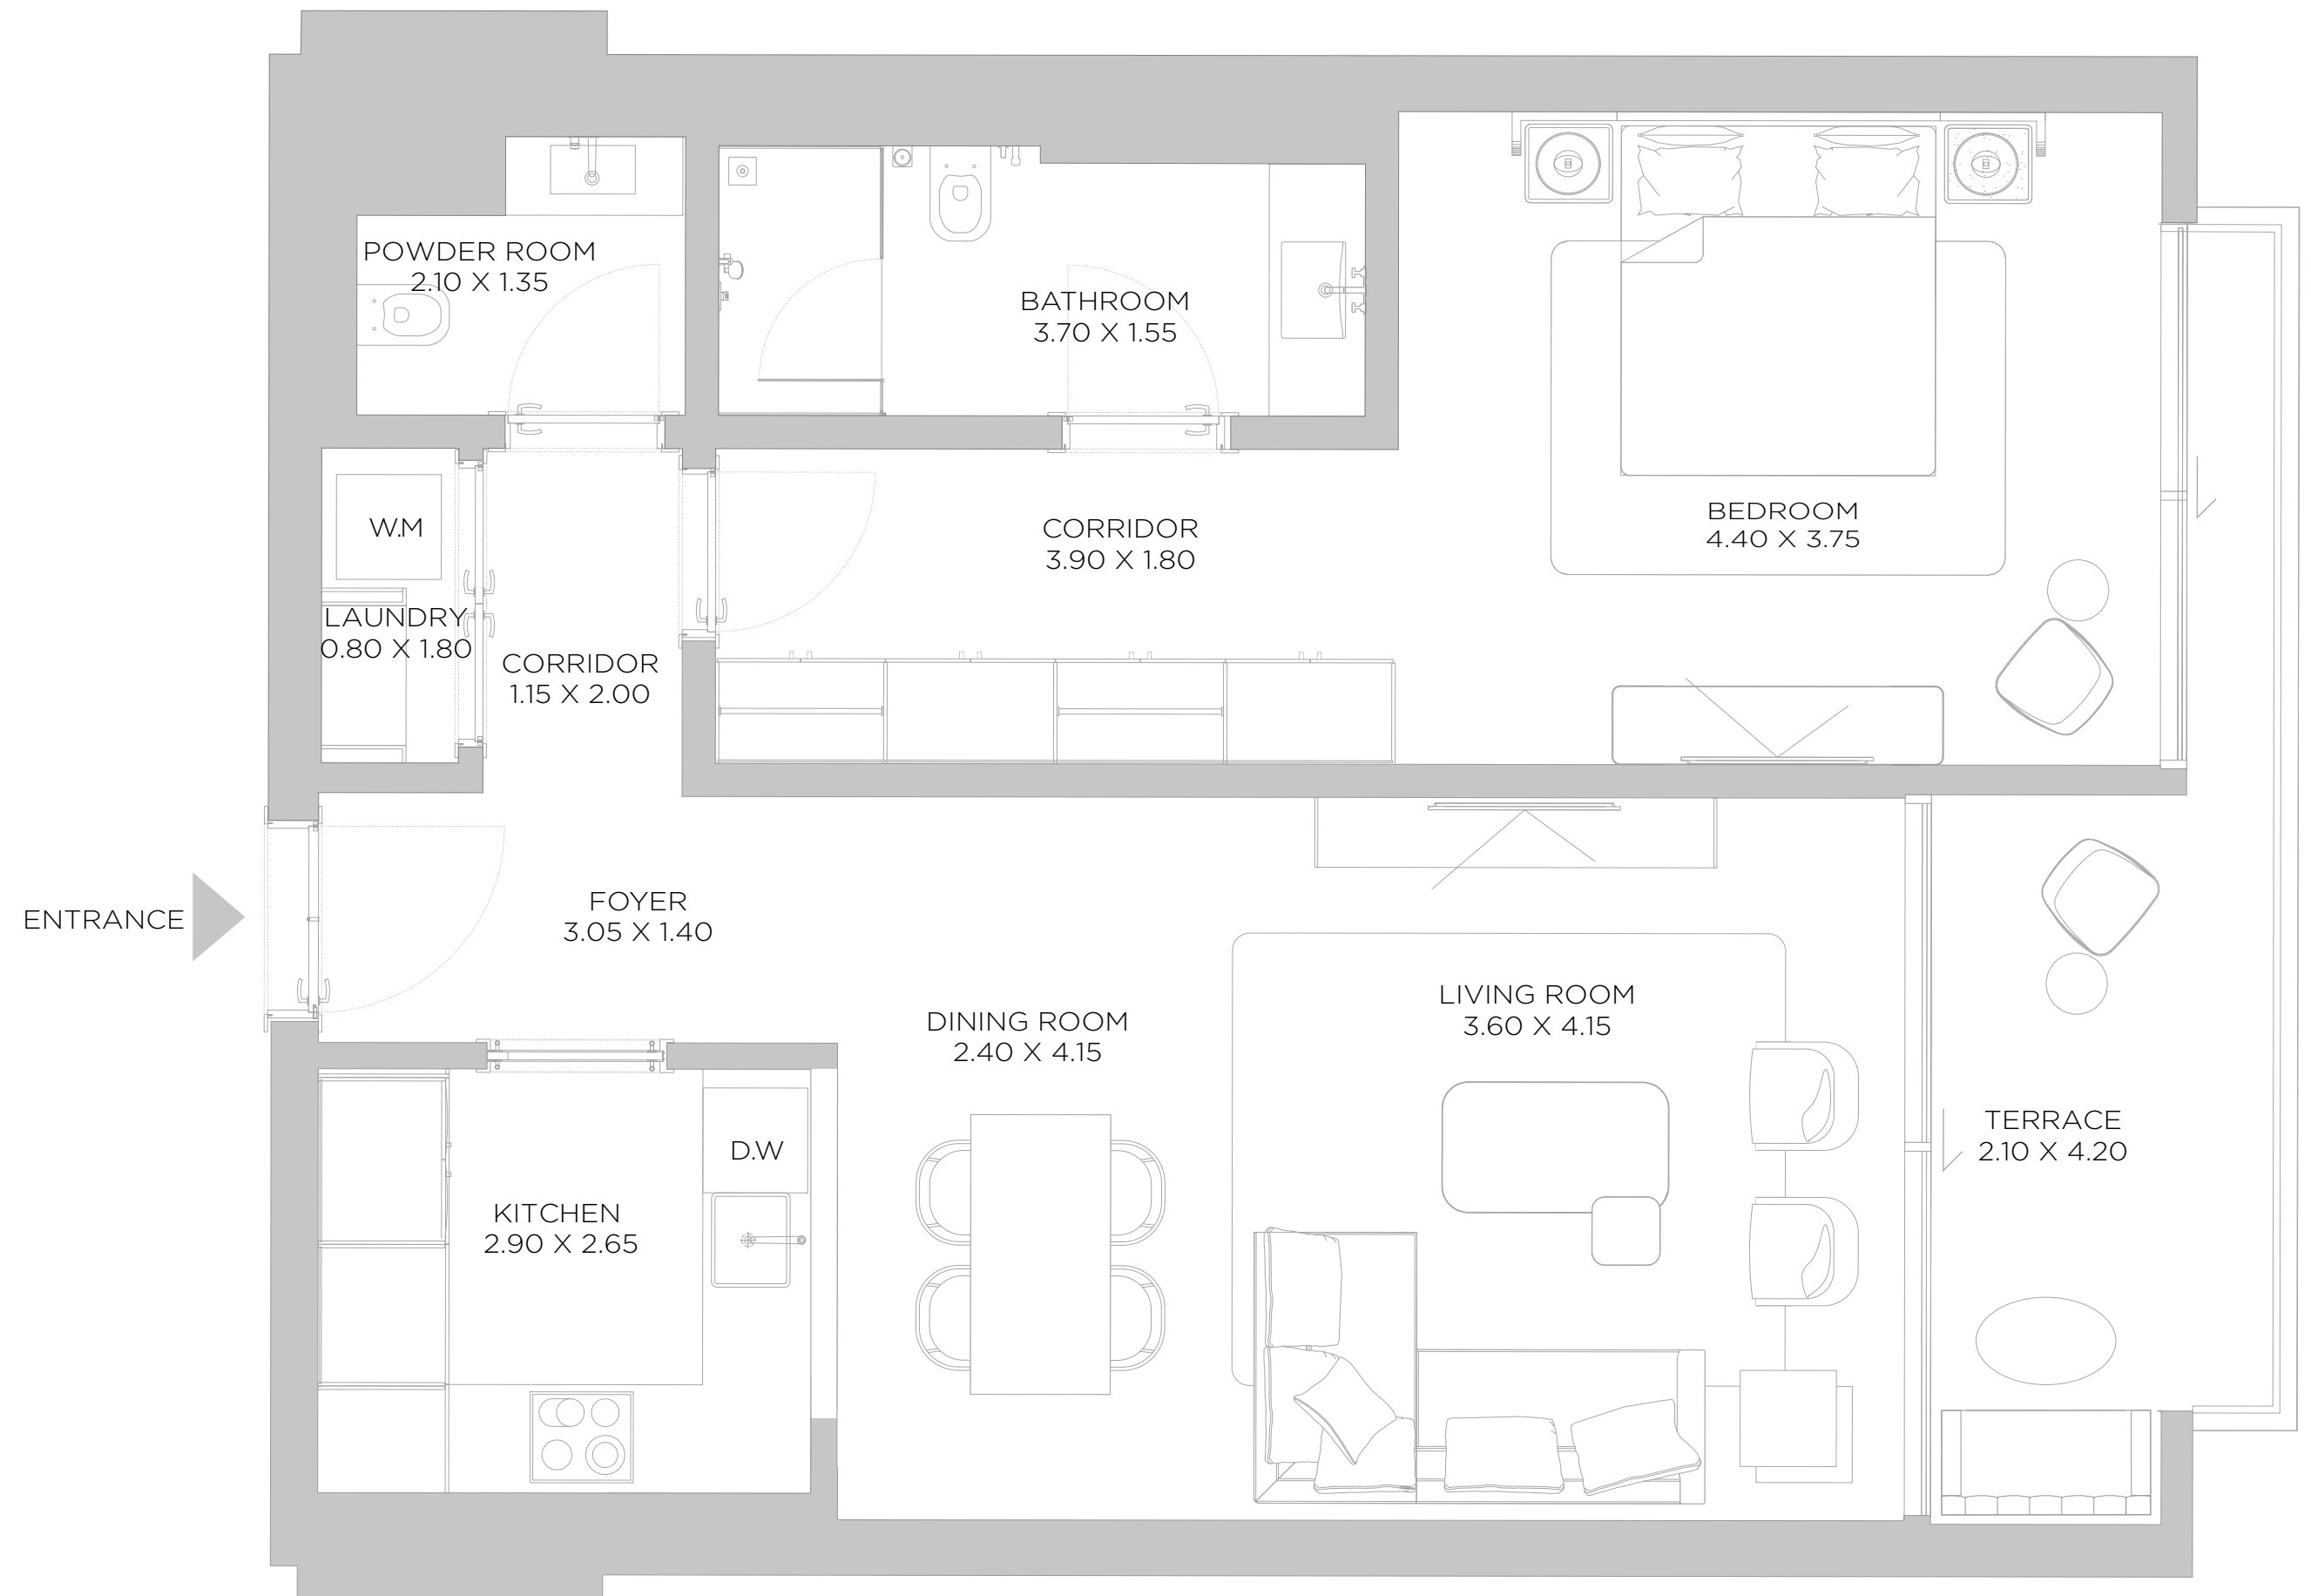 POWDER ROOM
2.10 X 1.35
BATHROOM
3.70 X 1.55
W.M
LAUNDRY
0.80 X 1.80
CORRIDOR
1.15 X 2.00
CORRIDOR
3.90 X 1.80
BEDROOM
4.40 X 3.75
ENTRANCE
FOYER
3.05 X 1.40
DINING ROOM
2.40 X 4.15
LIVING ROOM
3.60 X 4.15
TERRACE
2.10 X 4.20
D.W
KITCHEN
2.90 X 2.65